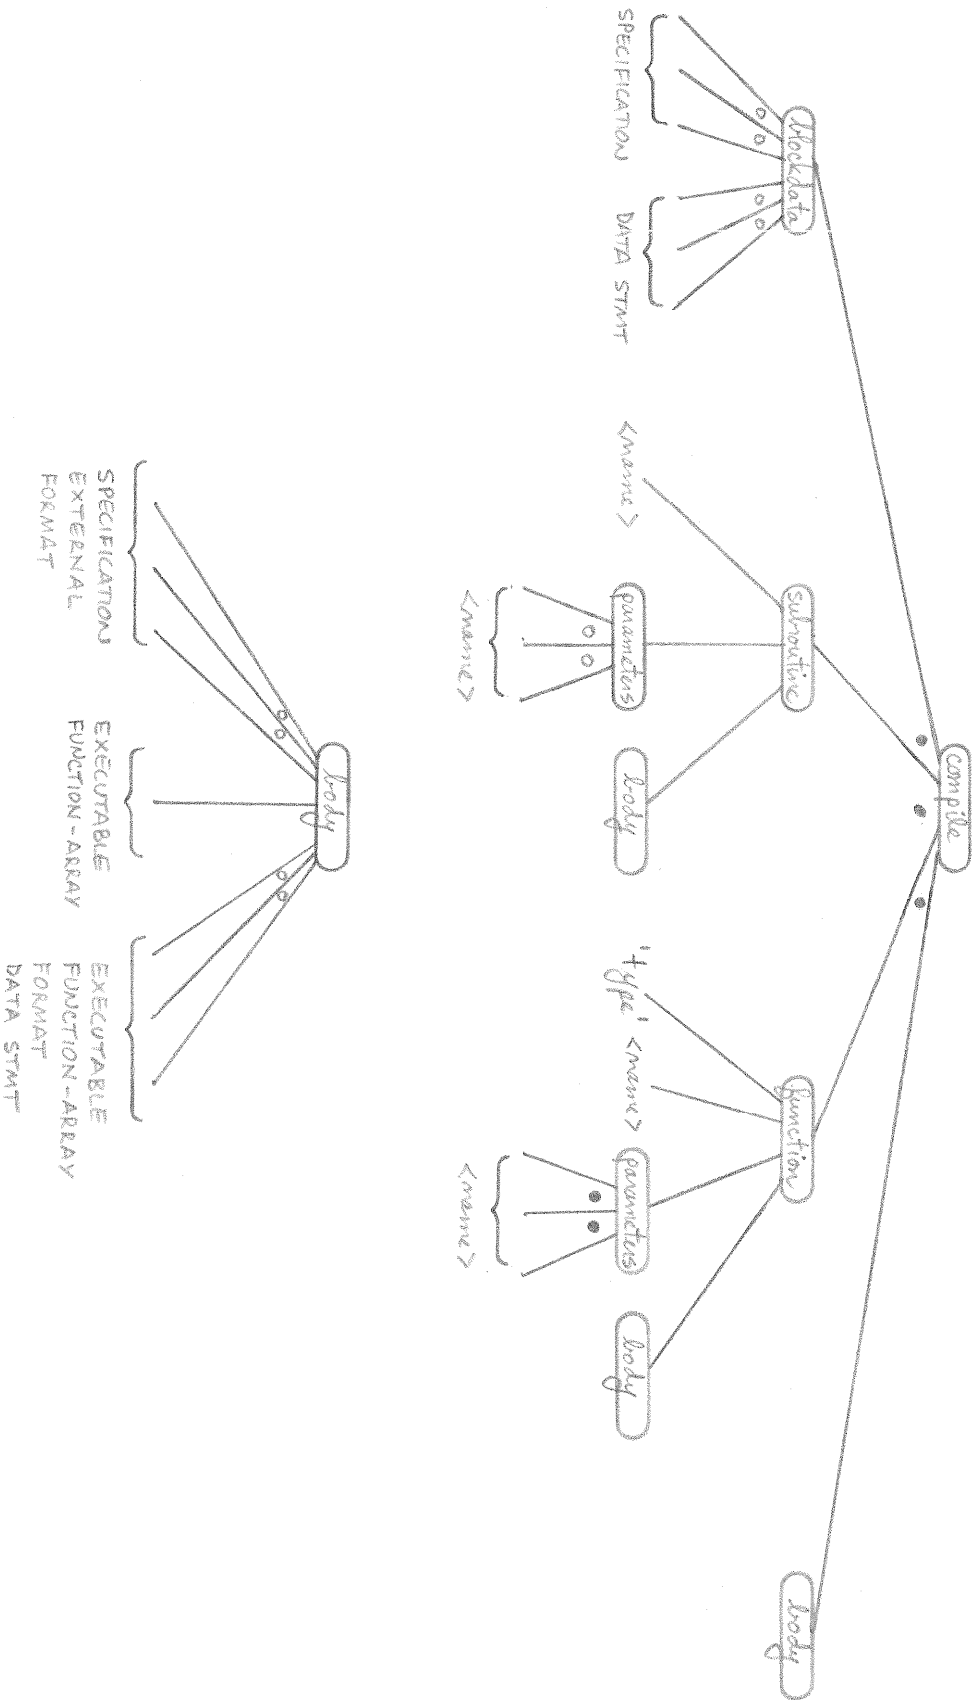 compile
blockdata
subroutine
function
body
SPECIFICATION
DATA STMT
<name>
parameters
body
'type'
<name>
parameters
body
<name>
<name>
body
SPECIFICATION
EXTERNAL
FORMAT
EXECUTABLE
FUNCTION-ARRAY
EXECUTABLE
FUNCTION-ARRAY
FORMAT
DATA STMT